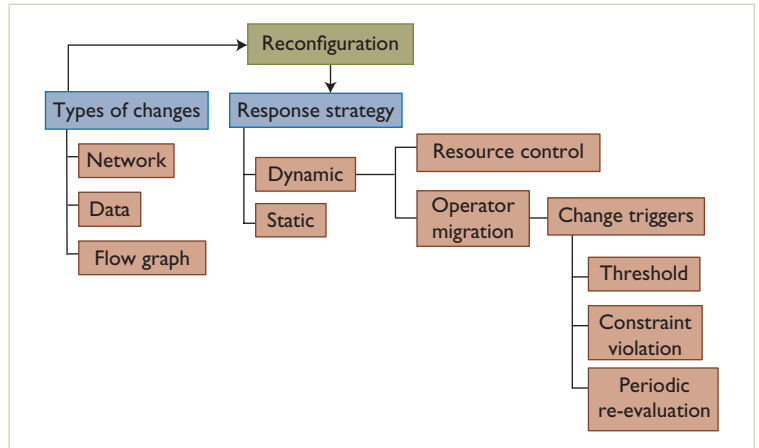 Reconfiguration
Types of changes
Response strategy
Network
Data
Flow graph
Dynamic
Static
Resource control
Operator
migration
Change triggers
Threshold
Constraint
violation
Periodic
re-evaluation